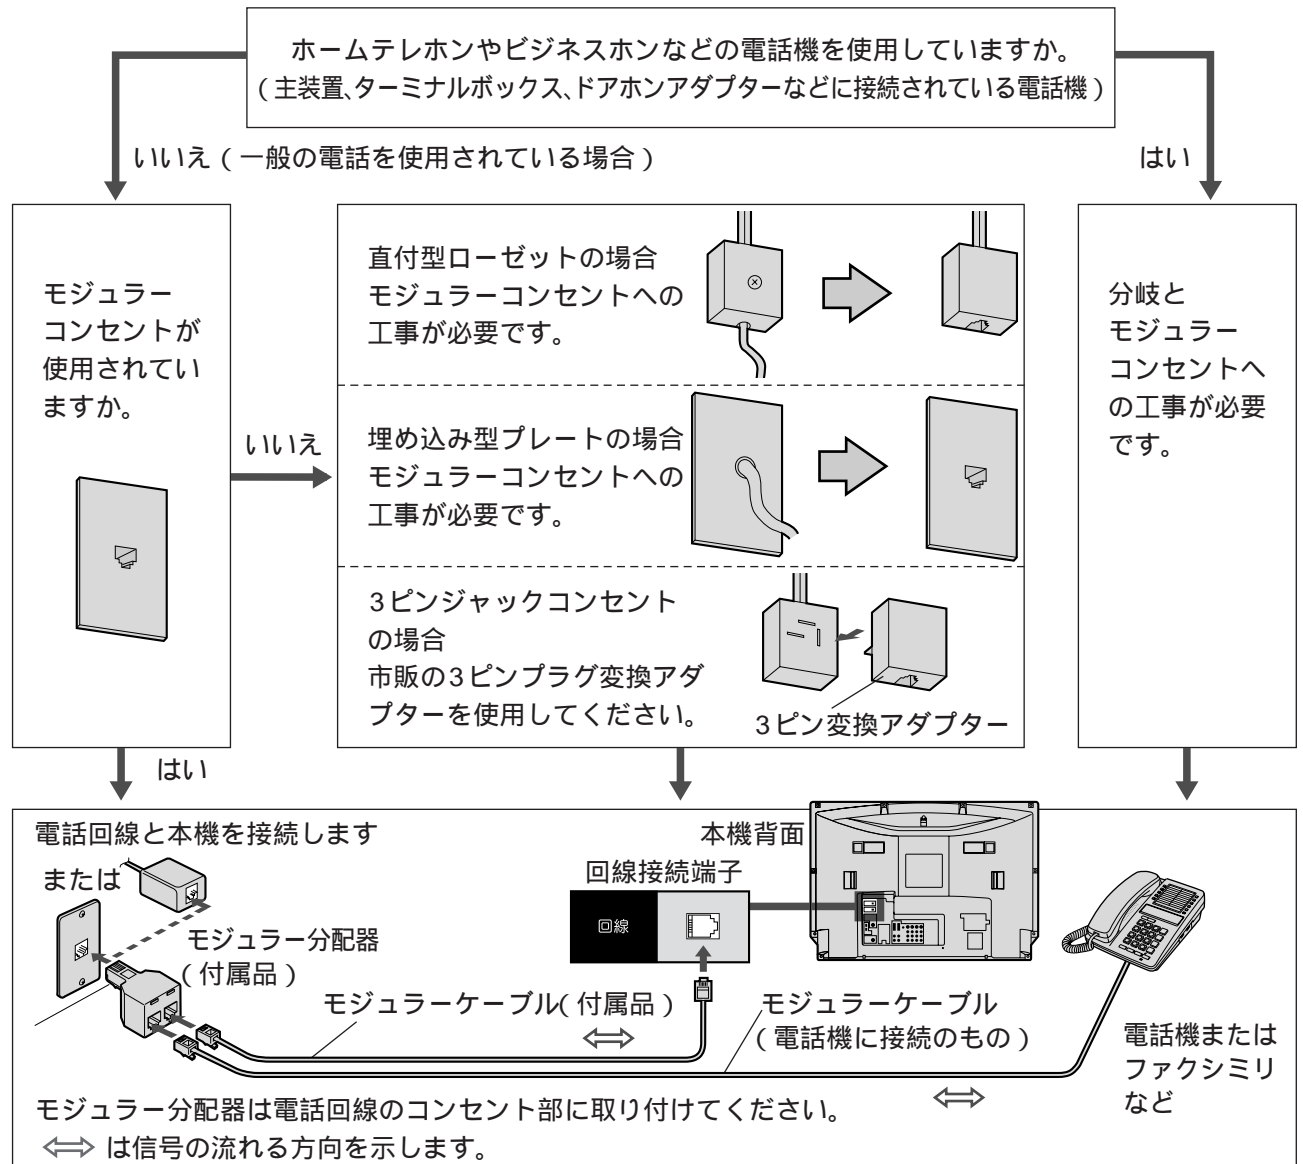 ホームテレホンやビジネスホンなどの電話機を使用していますか。
(主装置、ターミナルボックス、ドアホンアダプターなどに接続されている電話機)
いいえ(一般の電話を使用されている場合)
はい
モジュラー
コンセントが
使用されてい
ますか。
いいえ
直付型ローゼットの場合
モジュラーコンセントへの
工事が必要です。
埋め込み型プレートの場合
モジュラーコンセントへの
工事が必要です。
3ピンジャックコンセント
の場合
市販の3ピンプラグ変換アダ
プターを使用してください。
3ピン変換アダプター
分岐と
モジュラー
コンセントへ
の工事が必要
です。
はい
電話回線と本機を接続します
または
モジュラー分配器
(付属品)
本機背面
回線接続端子
回線
モジュラーケーブル(付属品)
モジュラーケーブル
(電話機に接続のもの)
電話機または
ファクシミリ
など
モジュラー分配器は電話回線のコンセント部に取り付けてください。
⇔は信号の流れる方向を示します。